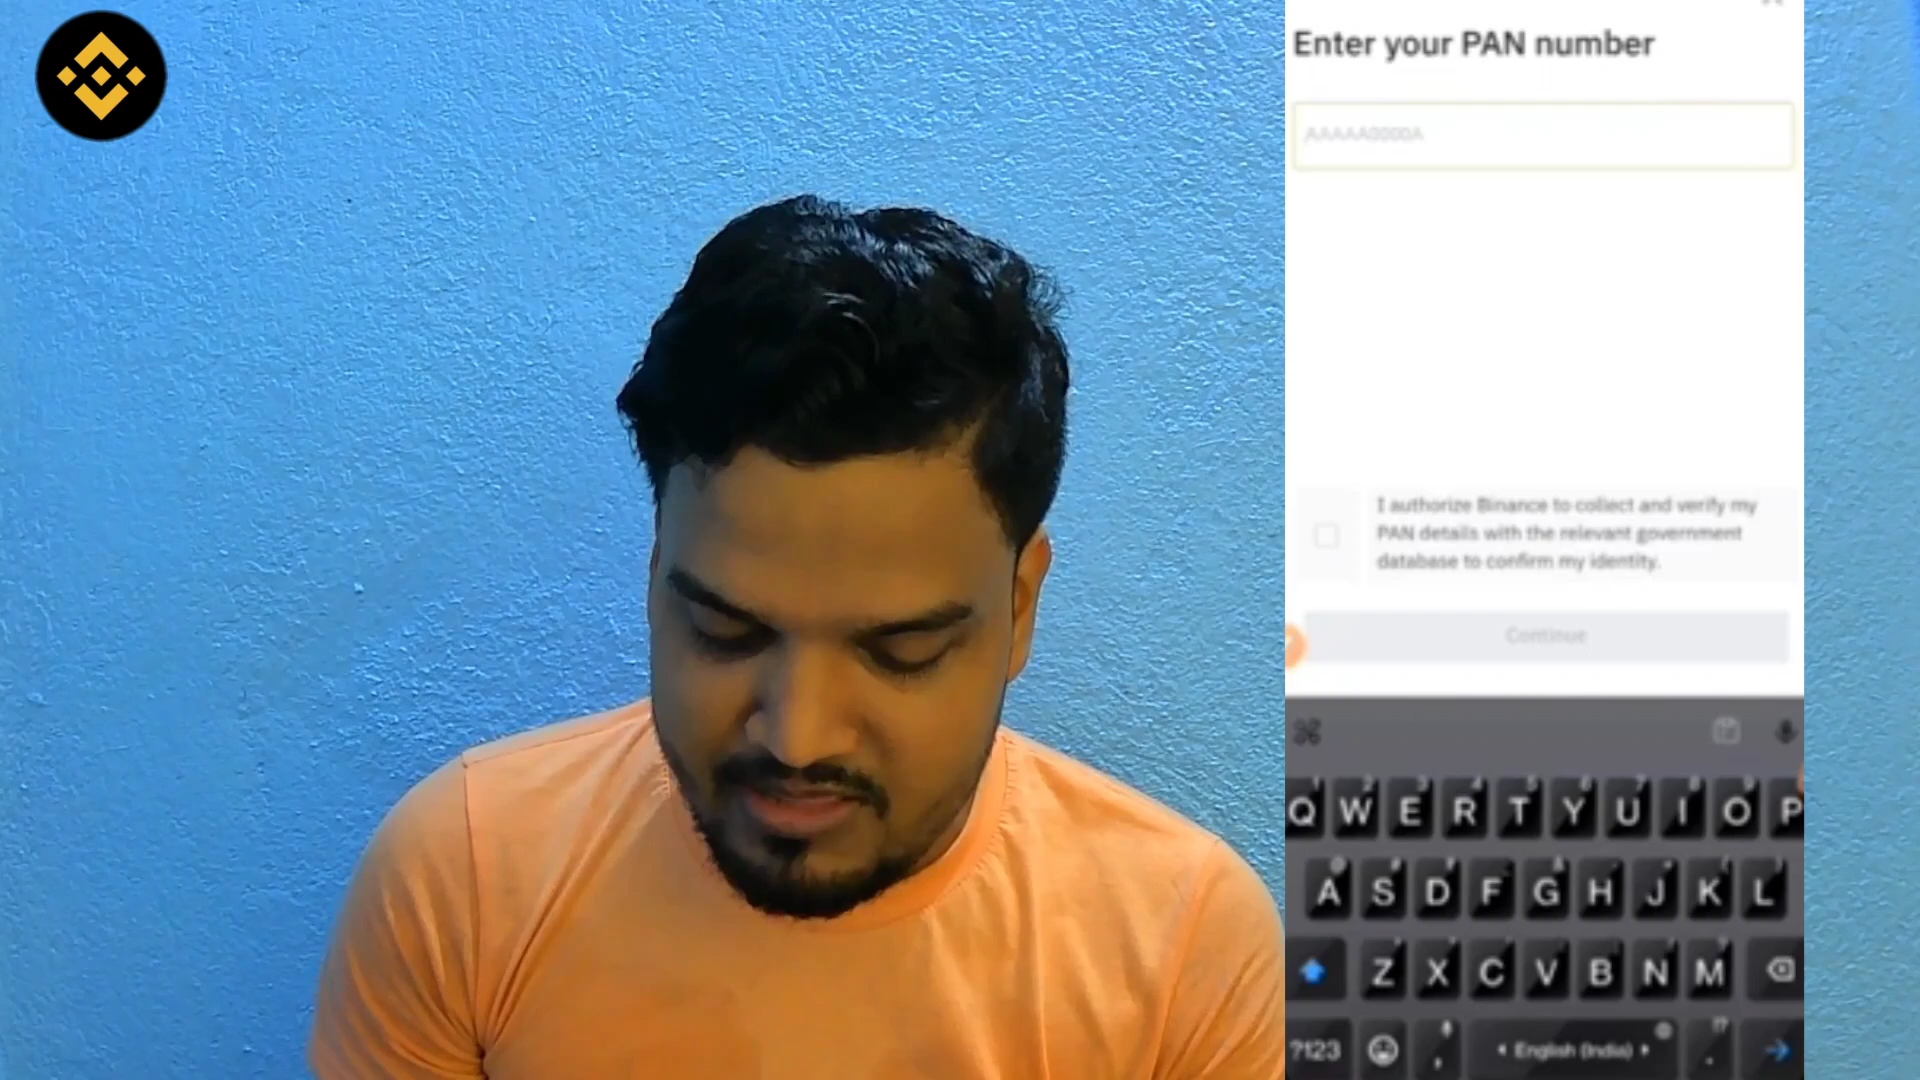 Enter your PAN number
AAAAA0000A
I authorize Binance to collect and verify my
PAN details with the relevant government
database to confirm my identity.
Continue
Q W E R T Y U I O P
A S D F G H J K L
Z X C V B N M
?123 , English (India) .